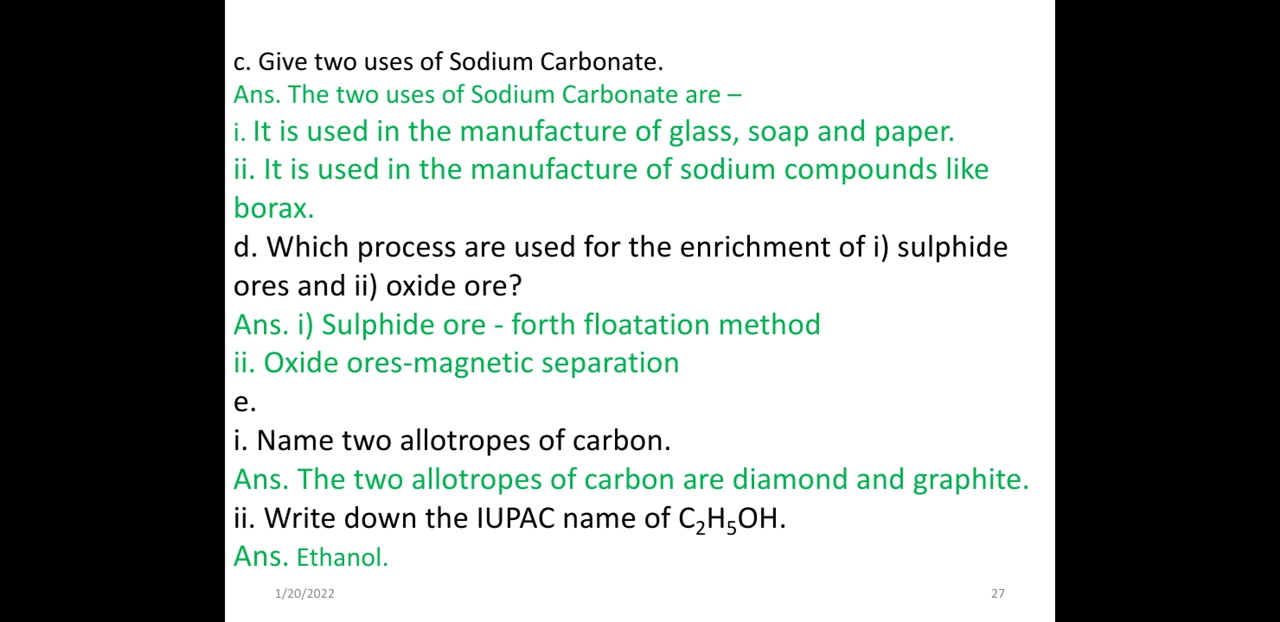 c. Give two uses of Sodium Carbonate.
Ans. The two uses of Sodium Carbonate are –
i. It is used in the manufacture of glass, soap and paper.
ii. It is used in the manufacture of sodium compounds like
borax.
d. Which process are used for the enrichment of i) sulphide
ores and ii) oxide ore?
Ans. i) Sulphide ore - forth floatation method
ii. Oxide ores-magnetic separation
e.
i. Name two allotropes of carbon.
Ans. The two allotropes of carbon are diamond and graphite.
ii. Write down the IUPAC name of C₂H₅OH.
Ans. Ethanol.
1/20/2022
27